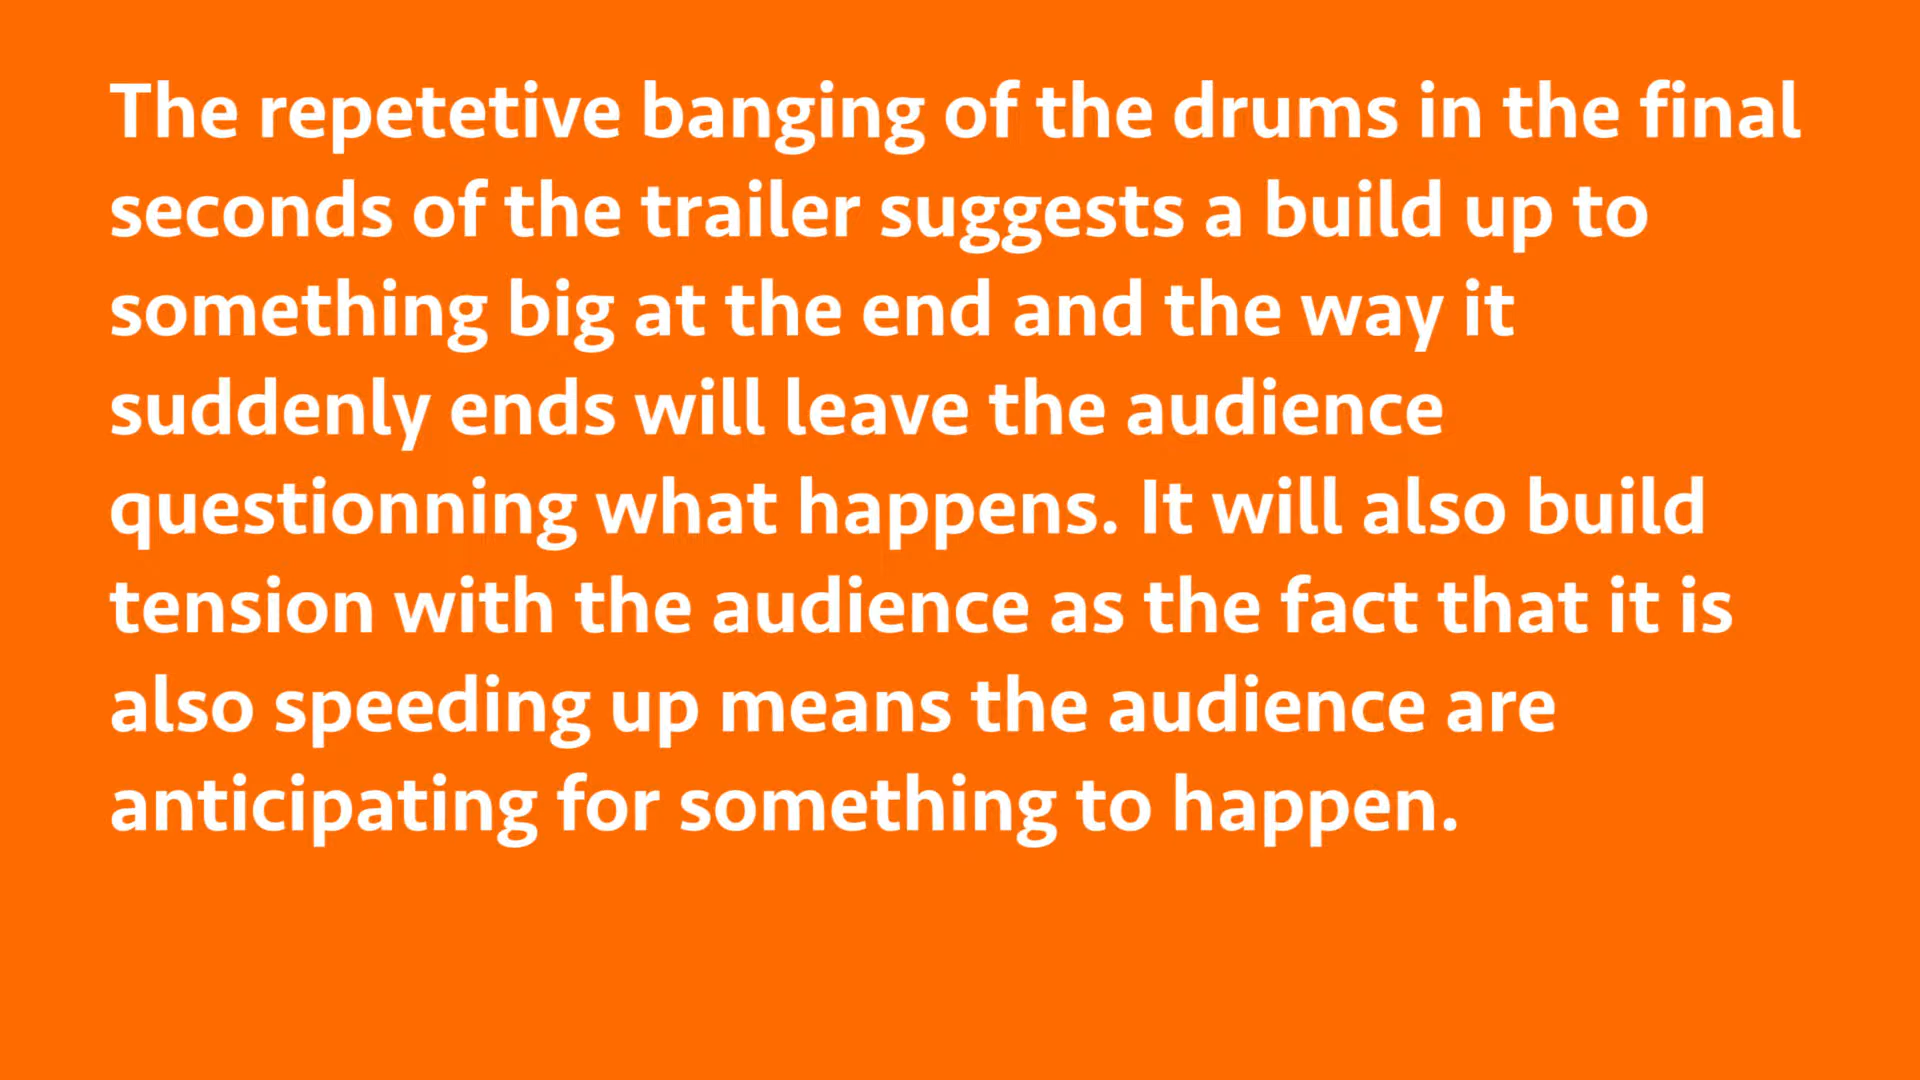 The repetetive banging of the drums in the final
seconds of the trailer suggests a build up to
something big at the end and the way it
suddenly ends will leave the audience
questionning what happens. It will also build
tension with the audience as the fact that it is
also speeding up means the audience are
anticipating for something to happen.